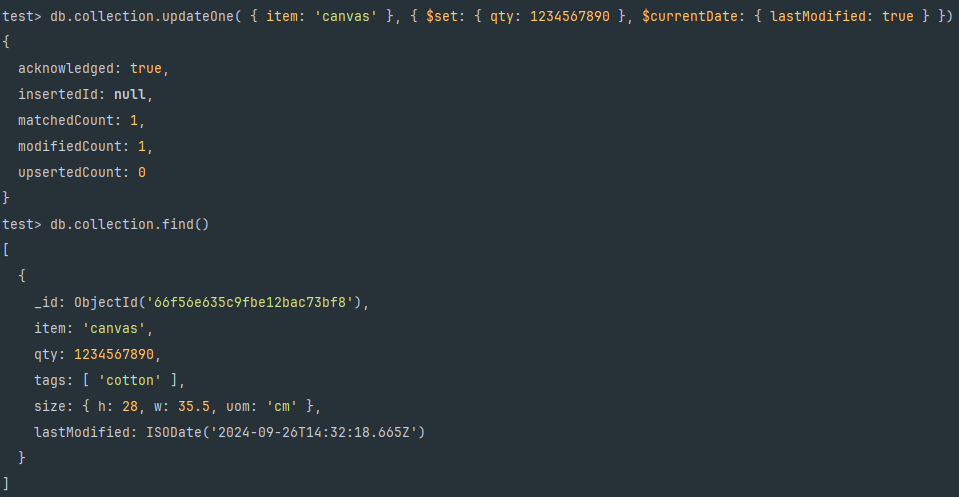 test> db.collection.updateOne( { item: 'canvas' }, { $set: { qty: 1234567890 }, $currentDate: { lastModified: true } })
{
  acknowledged: true,
  insertedId: null,
  matchedCount: 1,
  modifiedCount: 1,
  upsertedCount: 0
}
test> db.collection.find()
[
  {
    _id: ObjectId('66f56e635c9fbe12bac73bf8'),
    item: 'canvas',
    qty: 1234567890,
    tags: [ 'cotton' ],
    size: { h: 28, w: 35.5, uom: 'cm' },
    lastModified: ISODate('2024-09-26T14:32:18.665Z')
  }
]